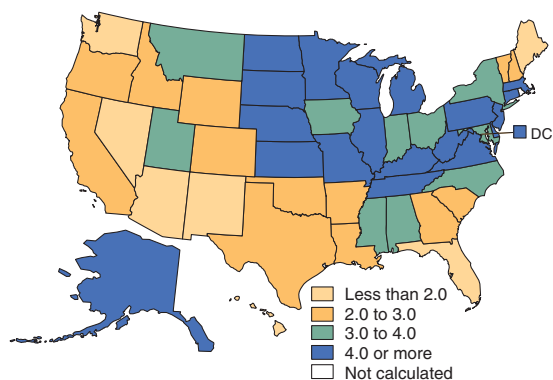 DC
Less than 2.0
2.0 to 3.0
3.0 to 4.0
4.0 or more
Not calculated